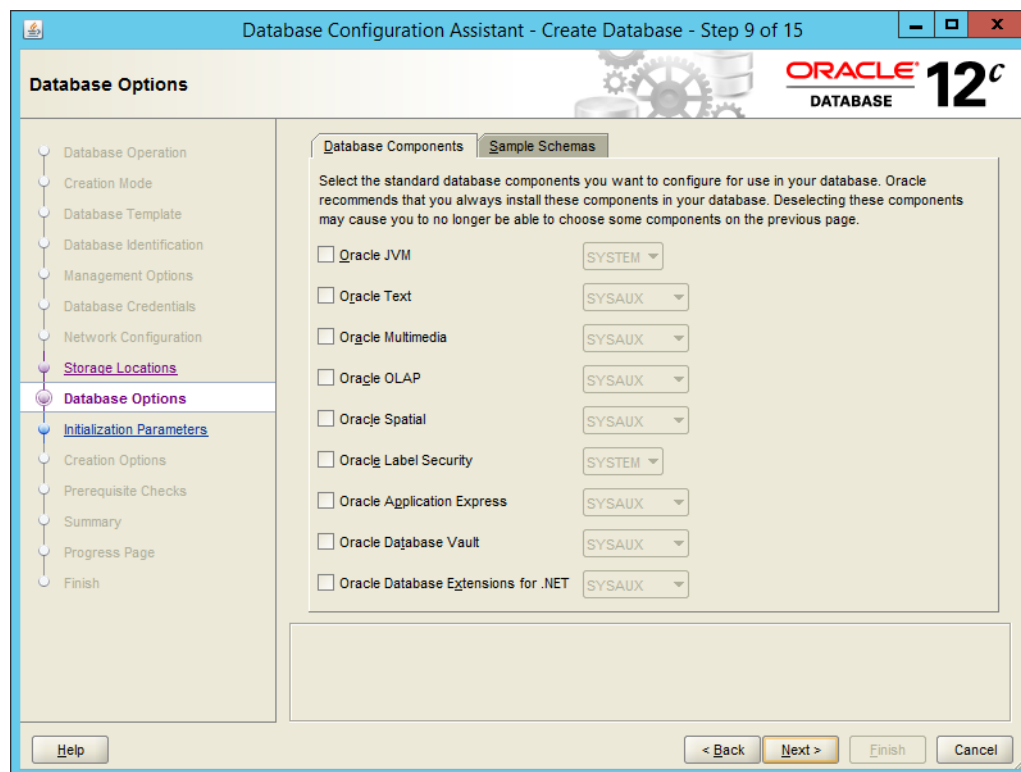 Database Configuration Assistant - Create Database - Step 9 of 15
Database Options
ORACLE®
DATABASE
12c
Database Operation
Creation Mode
Database Template
Database Identification
Management Options
Database Credentials
Network Configuration
Storage Locations
Database Options
Initialization Parameters
Creation Options
Prerequisite Checks
Summary
Progress Page
Finish
Database Components
Sample Schemas
Select the standard database components you want to configure for use in your database. Oracle
recommends that you always install these components in your database. Deselecting these components
may cause you to no longer be able to choose some components on the previous page.
Oracle JVM SYSTEM
Oracle Text SYSAUX
Oracle Multimedia SYSAUX
Oracle OLAP SYSAUX
Oracle Spatial SYSAUX
Oracle Label Security SYSTEM
Oracle Application Express SYSAUX
Oracle Database Vault SYSAUX
Oracle Database Extensions for .NET SYSAUX
Help
< Back
Next >
Finish
Cancel